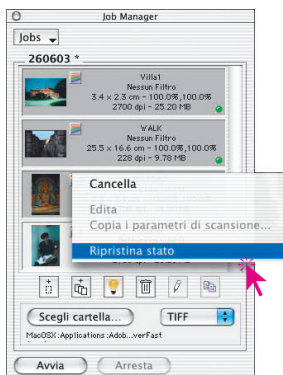 Job Manager
Jobs
260603 *
Villa1
Nessun Filtro
3.4 x 2.3 cm - 100.0%,100.0%
2700 dpi - 25.20 MB
WALK
Nessun Filtro
25.5 x 16.6 cm - 100.0%,100.0%
228 dpi - 9.78 MB
Cancella
Edita
Copia i parametri di scansione...
Ripristina stato
Scegli cartella...
TIFF
MacOSX:Applications:Adob...verFast
Avvia
Arresta